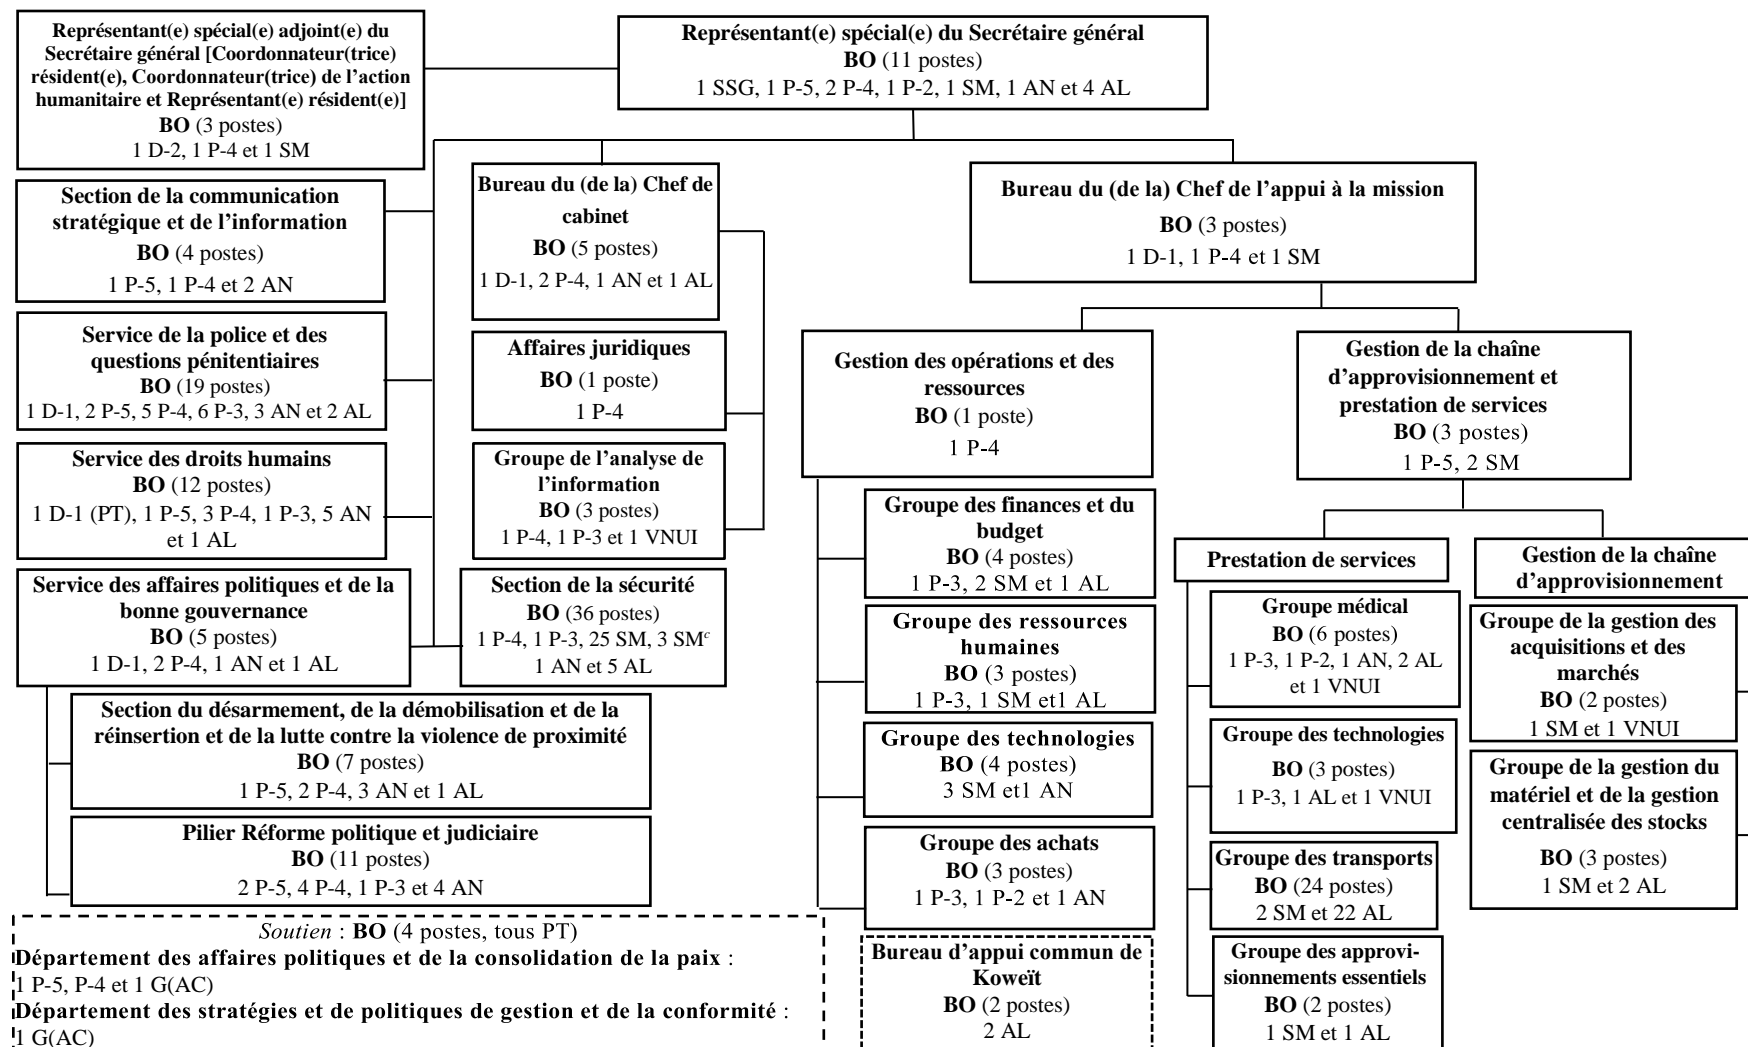 Représentant(e) spécial(e) adjoint(e) du
Secrétaire général [Coordonnateur(trice)
résident(e), Coordonnateur(trice) de l'action
humanitaire et Représentant(e) résident(e)]
BO (3 postes)
1 D-2, 1 P-4 et 1 SM
Représentant(e) spécial(e) du Secrétaire général
BO (11 postes)
1 SSG, 1 P-5, 2 P-4, 1 P-2, 1 SM, 1 AN et 4 AL
Section de la communication
stratégique et de l'information
BO (4 postes)
1 P-5, 1 P-4 et 2 AN
Bureau du (de la) Chef de
cabinet
BO (5 postes)
1 D-1, 2 P-4, 1 AN et 1 AL
Bureau du (de la) Chef de l'appui à la mission
BO (3 postes)
1 D-1, 1 P-4 et 1 SM
Service de la police et des
questions pénitentiaires
BO (19 postes)
1 D-1, 2 P-5, 5 P-4, 6 P-3, 3 AN et 2 AL
Affaires juridiques
BO (1 poste)
1 P-4
Gestion des opérations et des
ressources
BO (1 poste)
1 P-4
Gestion de la chaîne
d'approvisionnement et
prestation de services
BO (3 postes)
1 P-5, 2 SM
Service des droits humains
BO (12 postes)
1 D-1 (PT), 1 P-5, 3 P-4, 1 P-3, 5 AN
et 1 AL
Groupe de l'analyse de
l'information
BO (3 postes)
1 P-4, 1 P-3 et 1 VNUI
Groupe des finances et du
budget
BO (4 postes)
1 P-3, 2 SM et 1 AL
Prestation de services
Gestion de la chaîne
d'approvisionnement
Service des affaires politiques et de la
bonne gouvernance
BO (5 postes)
1 D-1, 2 P-4, 1 AN et 1 AL
Section de la sécurité
BO (36 postes)
1 P-4, 1 P-3, 25 SM, 3 SMᶜ
1 AN et 5 AL
Groupe des ressources
humaines
BO (3 postes)
1 P-3, 1 SM et1 AL
Groupe médical
BO (6 postes)
1 P-3, 1 P-2, 1 AN, 2 AL
et 1 VNUI
Groupe de la gestion des
acquisitions et des
marchés
BO (2 postes)
1 SM et 1 VNUI
Section du désarmement, de la démobilisation et de la
réinsertion et de la lutte contre la violence de proximité
BO (7 postes)
1 P-5, 2 P-4, 3 AN et 1 AL
Groupe des technologies
BO (4 postes)
3 SM et1 AN
Groupe des technologies
BO (3 postes)
1 P-3, 1 AL et 1 VNUI
Groupe de la gestion du
matériel et de la gestion
centralisée des stocks
BO (3 postes)
1 SM et 2 AL
Pilier Réforme politique et judiciaire
BO (11 postes)
2 P-5, 4 P-4, 1 P-3 et 4 AN
Groupe des achats
BO (3 postes)
1 P-3, 1 P-2 et 1 AN
Groupe des transports
BO (24 postes)
2 SM et 22 AL
Soutien : BO (4 postes, tous PT)
Département des affaires politiques et de la consolidation de la paix :
1 P-5, P-4 et 1 G(AC)
Département des stratégies et de politiques de gestion et de la conformité :
1 G(AC)
Bureau d'appui commun de
Koweït
BO (2 postes)
2 AL
Groupe des approvi-
sionnements essentiels
BO (2 postes)
1 SM et 1 AL